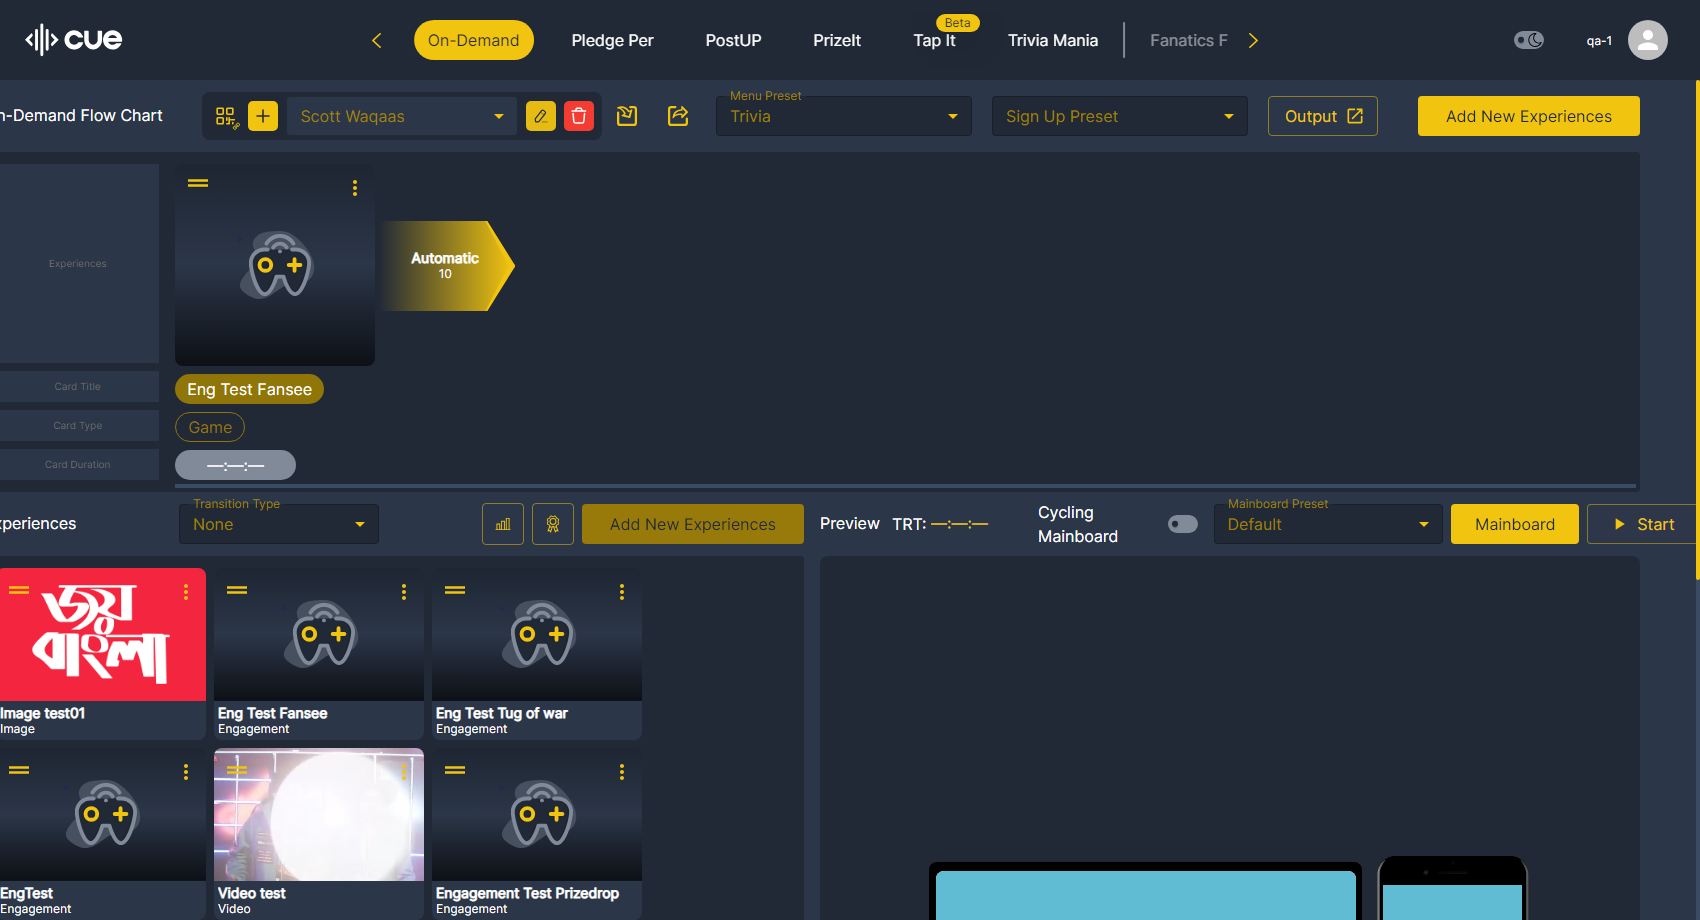 cue
On-Demand
Pledge Per
PostUP
PrizeIt
Beta
Tap It
Trivia Mania
Fanatics F
qa-1
n-Demand Flow Chart
Scott Waqaas
Menu Preset
Trivia
Sign Up Preset
Output
Add New Experiences
Experiences
Automatic
10
Card Title
Eng Test Fansee
Card Type
Game
Card Duration
—:—:—
xperiences
Transition Type
None
Add New Experiences
Preview
TRT: —:—:—
Cycling
Mainboard
Mainboard Preset
Default
Mainboard
Start
জয়
বাংলা
Image test01
Image
Eng Test Fansee
Engagement
Eng Test Tug of war
Engagement
EngTest
Engagement
Video test
Video
Engagement Test Prizedrop
Engagement